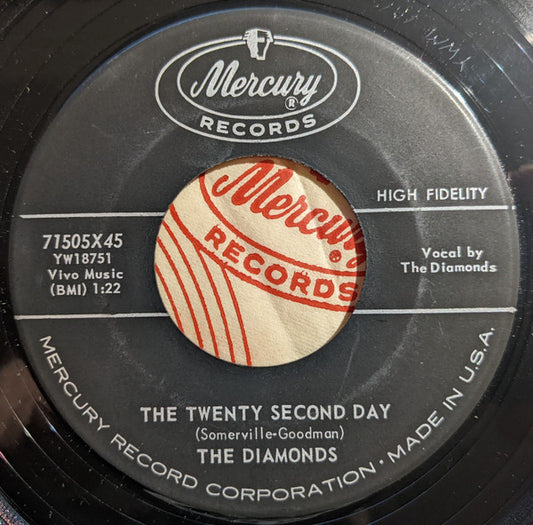 Mercury
®
RECORDS
HIGH FIDELITY
71505X45
YW18751
Vivo Music
(BMI) 1:22
Vocal by
The Diamonds
Mercury
RECORDS
®
THE TWENTY SECOND DAY
(Somerville-Goodman)
THE DIAMONDS
MERCURY RECORD CORPORATION • MADE IN U.S.A.